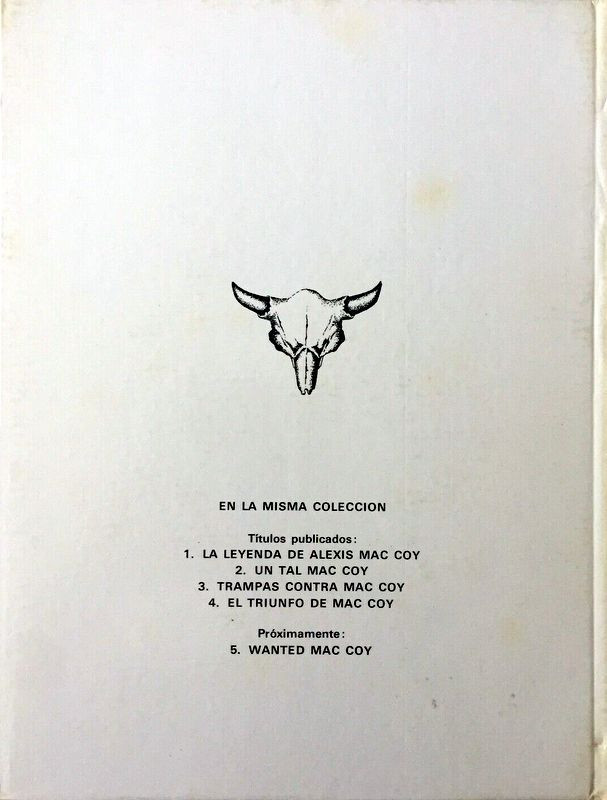 EN LA MISMA COLECCION
Títulos publicados:
1. LA LEYENDA DE ALEXIS MAC COY
2. UN TAL MAC COY
3. TRAMPAS CONTRA MAC COY
4. EL TRIUNFO DE MAC COY
Próximamente:
5. WANTED MAC COY